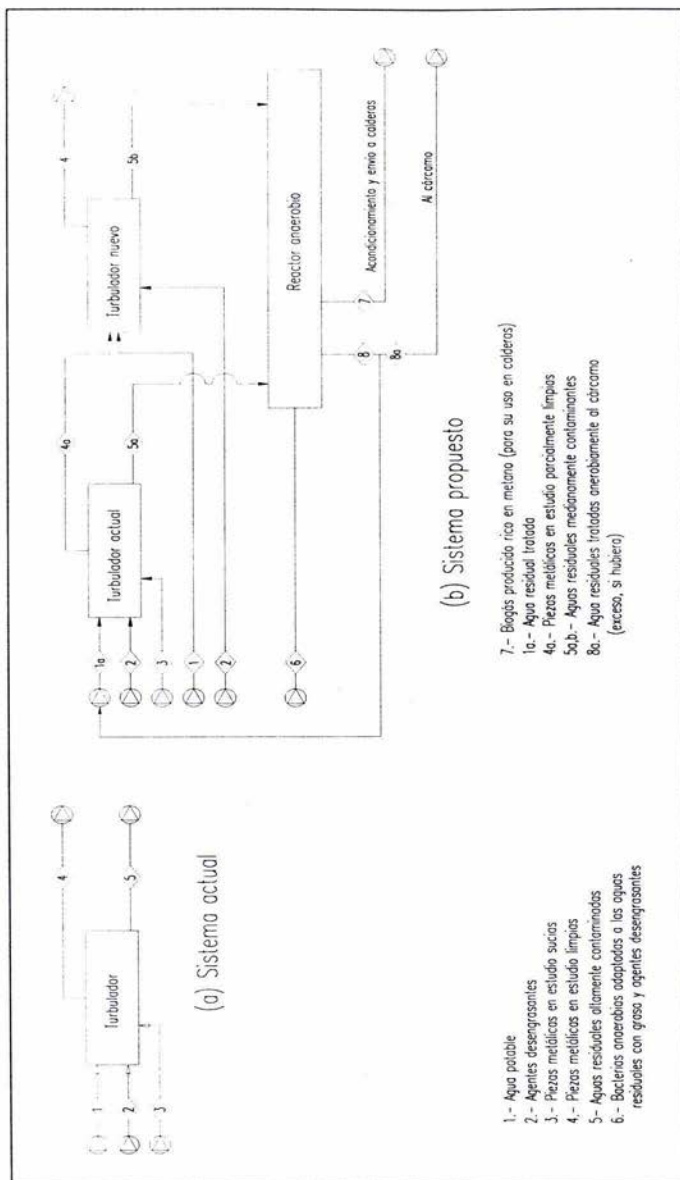 1
2
3
Turbulador
4
5
(a) Sistema actual
1a
2
3
1
2
6
Turbulador actual
4a
5a
Turbulador nuevo
4
5b
Reactor anaerobio
8
7
8a
Acondicionamiento y envio a calderas
Al cárcamo
(b) Sistema propuesto
1.- Agua potable
2.- Agentes desengrasantes
3.- Piezas metálicas en estudio sucias
4.- Piezas metálicas en estudio limpias
5- Aguas residuales altamente contaminadas
6.- Bacterias anaerobias adaptadas a las aguas
residuales con grasa y agentes desengrasantes
7.- Biogás producido rico en metano (para su uso en calderas)
1a.- Agua residual tratada
4a.- Piezas metálicas en estudio parcialmente limpias
5a,b.- Aguas residuales medianamente contaminantes
8a.- Agua residuales tratadas anerobiamente al cárcamo
(exceso, si hubiera)